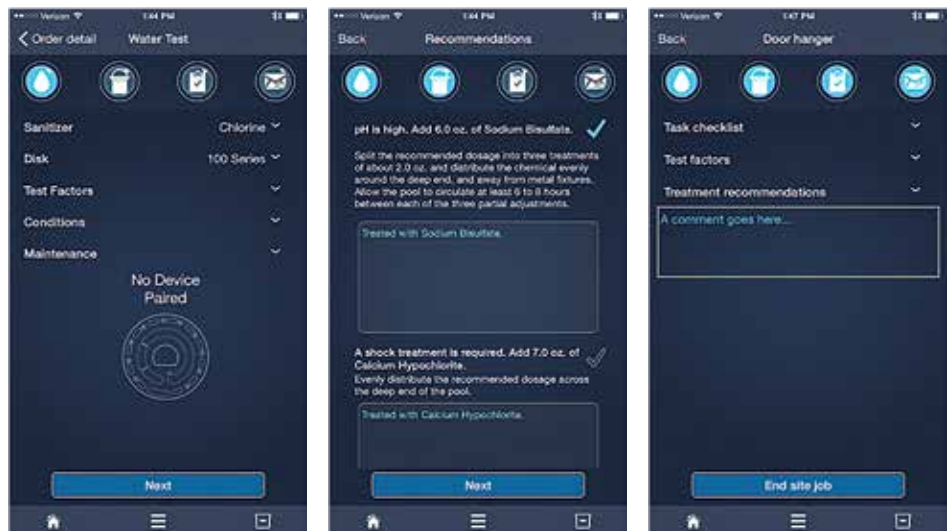 Verizon 1:44 PM
Order detail Water Test
Sanitizer Chlorine
Disk 100 Series
Test Factors
Conditions
Maintenance
No Device
Paired
Next
Verizon 1:44 PM
Back Recommendations
pH is high. Add 6.0 oz. of Sodium Bisulfate.
Split the recommended dosage into three treatments
of about 2.0 oz. and distribute the chemical evenly
around the deep end, and away from metal fixtures.
Allow the pool to circulate at least 6 to 8 hours
between each of the three partial adjustments.
Treated with Sodium Bisulfate.
A shock treatment is required. Add 7.0 oz. of
Calcium Hypochlorite.
Evenly distribute the recommended dosage across
the deep end of the pool.
Treated with Calcium Hypochlorite.
Next
Verizon 1:47 PM
Back Door hanger
Task checklist
Test factors
Treatment recommendations
A comment goes here...
End site job